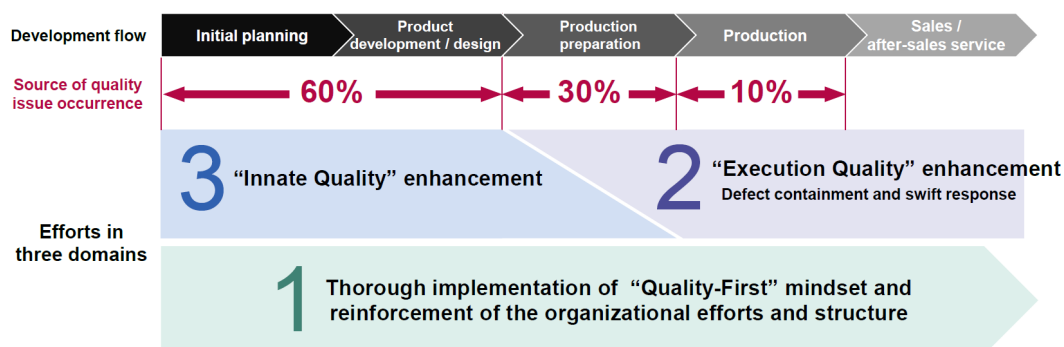 Development flow
Initial planning
Product
development / design
Production
preparation
Production
Sales /
after-sales service
Source of quality
issue occurrence
60%
30%
10%
3
“Innate Quality” enhancement
2
“Execution Quality” enhancement
Defect containment and swift response
Efforts in
three domains
1
Thorough implementation of “Quality-First” mindset and
reinforcement of the organizational efforts and structure